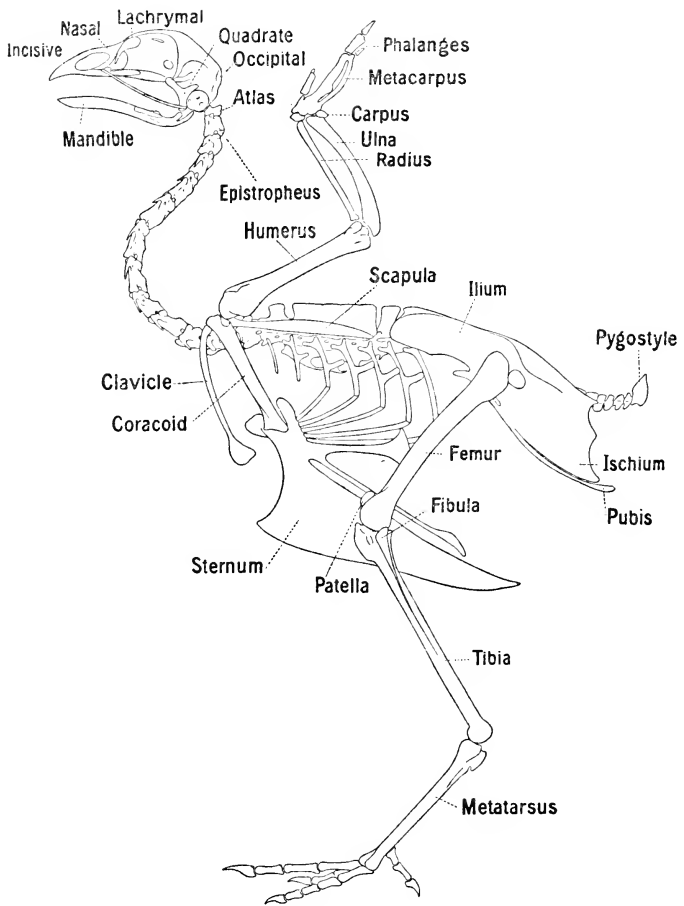 Lachrymal
Nasal
Incisive
Quadrate
Occipital
Phalanges
Metacarpus
Atlas
Carpus
Mandible
Ulna
Radius
Epistropheus
Humerus
Scapula
Ilium
Pygostyle
Clavicle
Coracoid
Femur
Ischium
Fibula
Pubis
Sternum
Patella
Tibia
Metatarsus